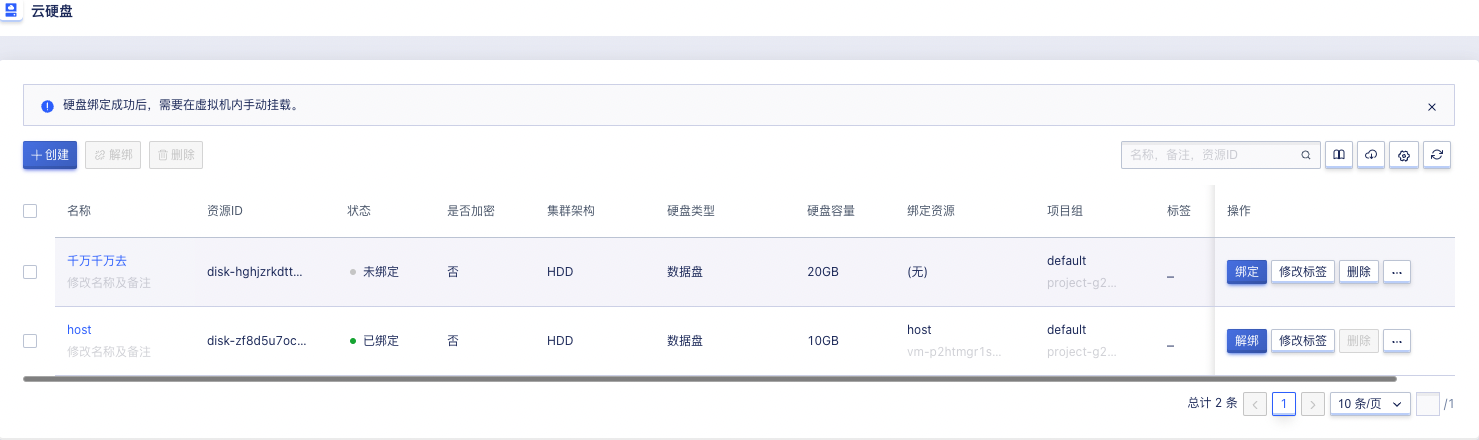 云硬盘
硬盘绑定成功后，需要在虚拟机内手动挂载。
创建 解绑 删除 名称，备注，资源ID
名称 资源ID 状态 是否加密 集群架构 硬盘类型 硬盘容量 绑定资源 项目组 标签 操作
千万千万去
修改名称及备注
disk-hghjzrkdtt... 未绑定 否 HDD 数据盘 20GB (无) default
project-g2...
_ 绑定 修改标签 删除 ...
host
修改名称及备注
disk-zf8d5u7oc... 已绑定 否 HDD 数据盘 10GB host
vm-p2htmgr1s...
default
project-g2...
_ 解绑 修改标签 删除 ...
总计 2 条 < 1 > 10 条/页 /1